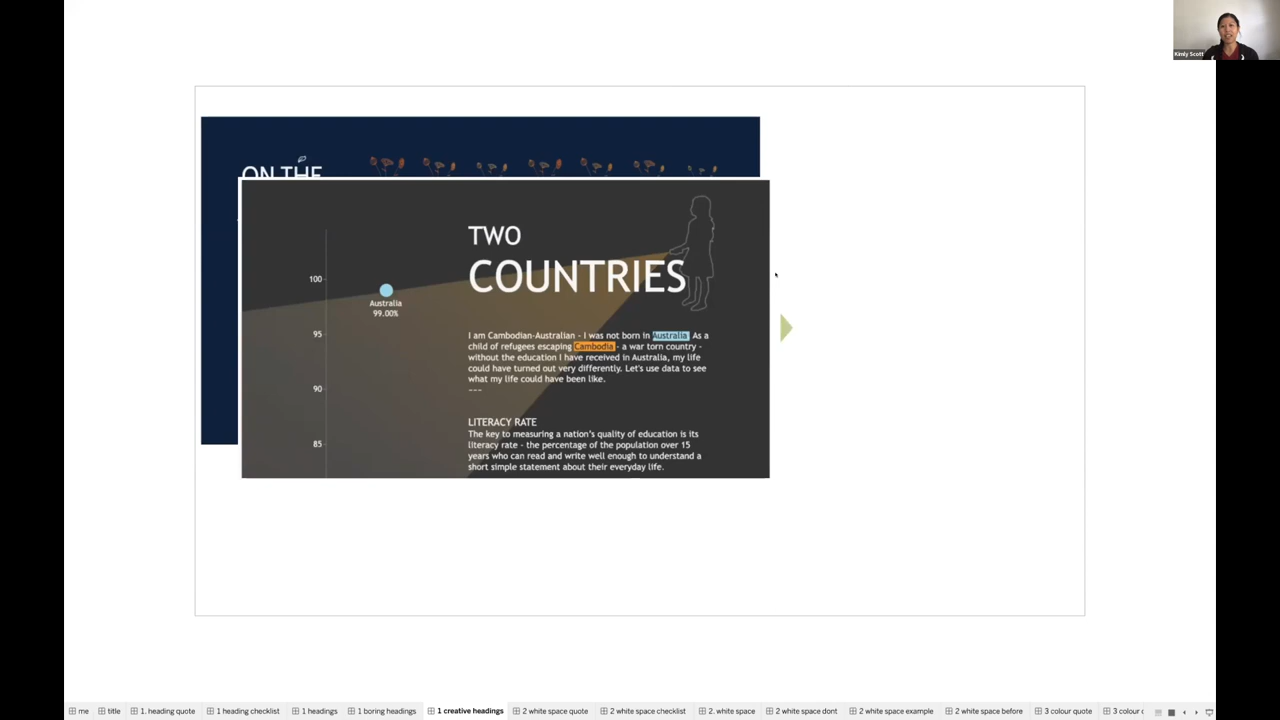 Kimly Scott
ON THE
TWO
COUNTRIES
100
Australia
99.00%
95
90
85
I am Cambodian-Australian - I was not born in Australia. As a
child of refugees escaping Cambodia - a war torn country -
without the education I have received in Australia, my life
could have turned out very differently. Let's use data to see
what my life could have been like.
---
LITERACY RATE
The key to measuring a nation's quality of education is its
literacy rate - the percentage of the population over 15
years who can read and write well enough to understand a
short simple statement about their everyday life.
me title 1. heading quote 1 heading checklist 1 headings 1 boring headings 1 creative headings 2 white space quote 2 white space checklist 2. white space 2 white space dont 2 white space example 2 white space before 3 colour quote 3 colour c